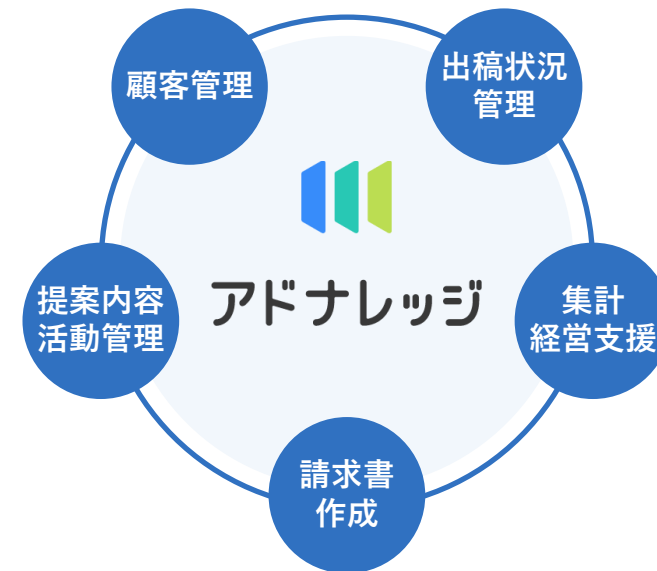 顧客管理
出稿状況
管理
アドナレッジ
提案内容
活動管理
集計
経営支援
請求書
作成